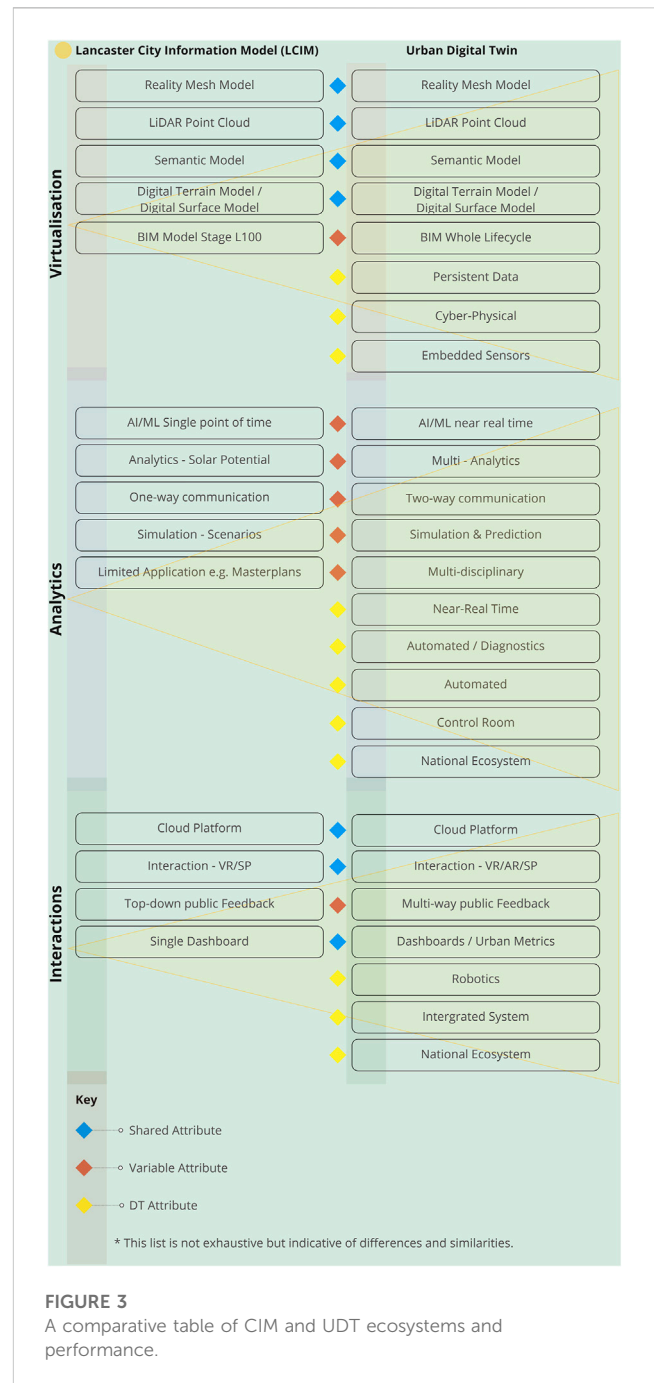 Lancaster City Information Model (LCIM) Urban Digital Twin
Virtualisation
Reality Mesh Model Reality Mesh Model
LiDAR Point Cloud LiDAR Point Cloud
Semantic Model Semantic Model
Digital Terrain Model / Digital Terrain Model /
Digital Surface Model Digital Surface Model
BIM Model Stage L100 BIM Whole Lifecycle
Persistent Data
Cyber-Physical
Embedded Sensors
Analytics
AI/ML Single point of time AI/ML near real time
Analytics - Solar Potential Multi - Analytics
One-way communication Two-way communication
Simulation - Scenarios Simulation & Prediction
Limited Application e.g. Masterplans Multi-disciplinary
Near-Real Time
Automated / Diagnostics
Automated
Control Room
National Ecosystem
Interactions
Cloud Platform Cloud Platform
Interaction - VR/SP Interaction - VR/AR/SP
Top-down public Feedback Multi-way public Feedback
Single Dashboard Dashboards / Urban Metrics
Robotics
Intergrated System
National Ecosystem
Key
Shared Attribute
Variable Attribute
DT Attribute
* This list is not exhaustive but indicative of differences and similarities.
FIGURE 3
A comparative table of CIM and UDT ecosystems and
performance.